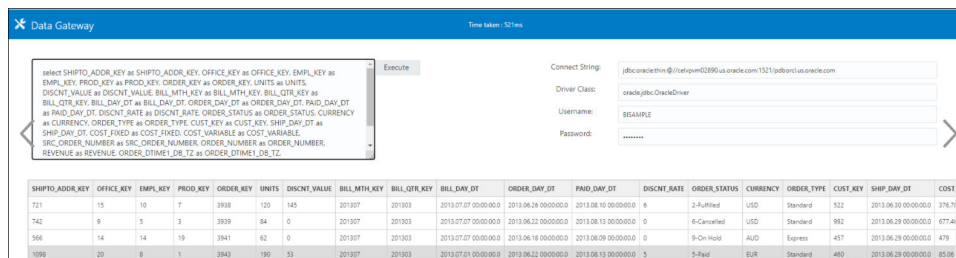 Data Gateway
Time taken : 521ms
select SHIPTO_ADDR_KEY as SHIPTO_ADDR_KEY, OFFICE_KEY as OFFICE_KEY, EMPL_KEY as
EMPL_KEY, PROD_KEY as PROD_KEY, ORDER_KEY as ORDER_KEY, UNITS as UNITS,
DISCNT_VALUE as DISCNT_VALUE, BILL_MTH_KEY as BILL_MTH_KEY, BILL_QTR_KEY as
BILL_QTR_KEY, BILL_DAY_DT as BILL_DAY_DT, ORDER_DAY_DT as ORDER_DAY_DT, PAID_DAY_DT
as PAID_DAY_DT, DISCNT_RATE as DISCNT_RATE, ORDER_STATUS as ORDER_STATUS, CURRENCY
as CURRENCY, ORDER_TYPE as ORDER_TYPE, CUST_KEY as CUST_KEY, SHIP_DAY_DT as
SHIP_DAY_DT, COST_FIXED as COST_FIXED, COST_VARIABLE as COST_VARIABLE,
SRC_ORDER_NUMBER as SRC_ORDER_NUMBER, ORDER_NUMBER as ORDER_NUMBER,
REVENUE as REVENUE, ORDER_DTIME1_DB_TZ as ORDER_DTIME1_DB_TZ,
Execute
Connect String: jdbc:oracle:thin:@//celvpvm02890.us.oracle.com:1521/pdborcl.us.oracle.com
Driver Class: oracle.jdbc.OracleDriver
Username: BISAMPLE
Password: ••••••••
SHIPTO_ADDR_KEY OFFICE_KEY EMPL_KEY PROD_KEY ORDER_KEY UNITS DISCNT_VALUE BILL_MTH_KEY BILL_QTR_KEY BILL_DAY_DT ORDER_DAY_DT PAID_DAY_DT DISCNT_RATE ORDER_STATUS CURRENCY ORDER_TYPE CUST_KEY SHIP_DAY_DT COST_
721 15 10 7 3938 120 145 201307 201303 2013.07.07 00:00:00.0 2013.06.26 00:00:00.0 2013.08.10 00:00:00.0 6 2-Fulfilled USD Standard 522 2013.06.30 00:00:00.0 376.7
742 9 5 3 3939 84 0 201307 201303 2013.07.07 00:00:00.0 2013.06.22 00:00:00.0 2013.08.13 00:00:00.0 0 6-Cancelled USD Standard 992 2013.06.29 00:00:00.0 677.4
566 14 14 19 3941 62 0 201307 201303 2013.07.07 00:00:00.0 2013.06.18 00:00:00.0 2013.08.09 00:00:00.0 0 9-On Hold AUD Express 457 2013.06.29 00:00:00.0 479
1098 20 8 1 3943 190 53 201307 201303 2013.07.01 00:00:00.0 2013.06.22 00:00:00.0 2013.08.13 00:00:00.0 5 5-Paid EUR Standard 460 2013.06.29 00:00:00.0 85.06